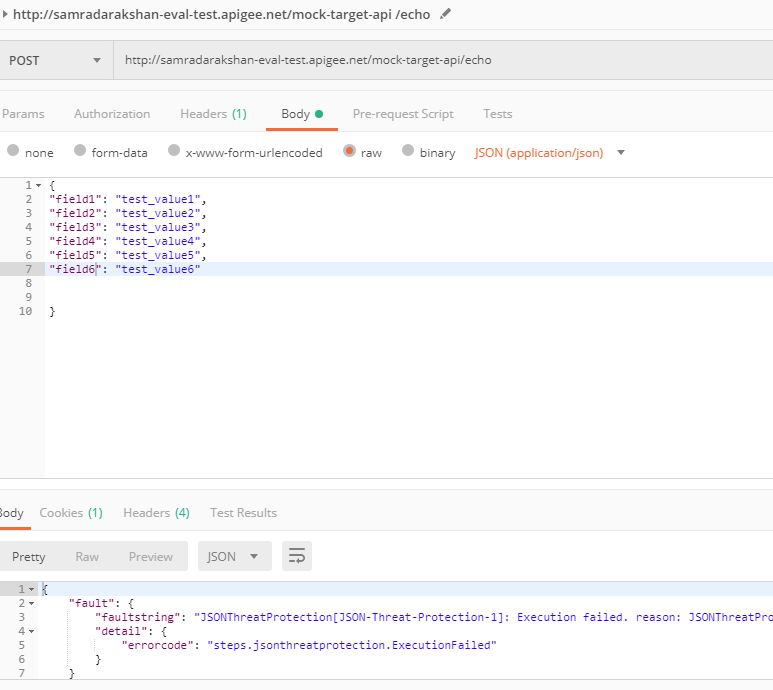 http://samradarakshan-eval-test.apigee.net/mock-target-api /echo
POST http://samradarakshan-eval-test.apigee.net/mock-target-api/echo
Params Authorization Headers (1) Body Pre-request Script Tests
none form-data x-www-form-urlencoded raw binary JSON (application/json)
1 {
2 "field1": "test_value1",
3 "field2": "test_value2",
4 "field3": "test_value3",
5 "field4": "test_value4",
6 "field5": "test_value5",
7 "field6": "test_value6"
8
9
10 }
Body Cookies (1) Headers (4) Test Results
Pretty Raw Preview JSON
1 {
2 "fault": {
3 "faultstring": "JSONThreatProtection[JSON-Threat-Protection-1]: Execution failed. reason: JSONThreatPro
4 "detail": {
5 "errorcode": "steps.jsonthreatprotection.ExecutionFailed"
6 }
7 }